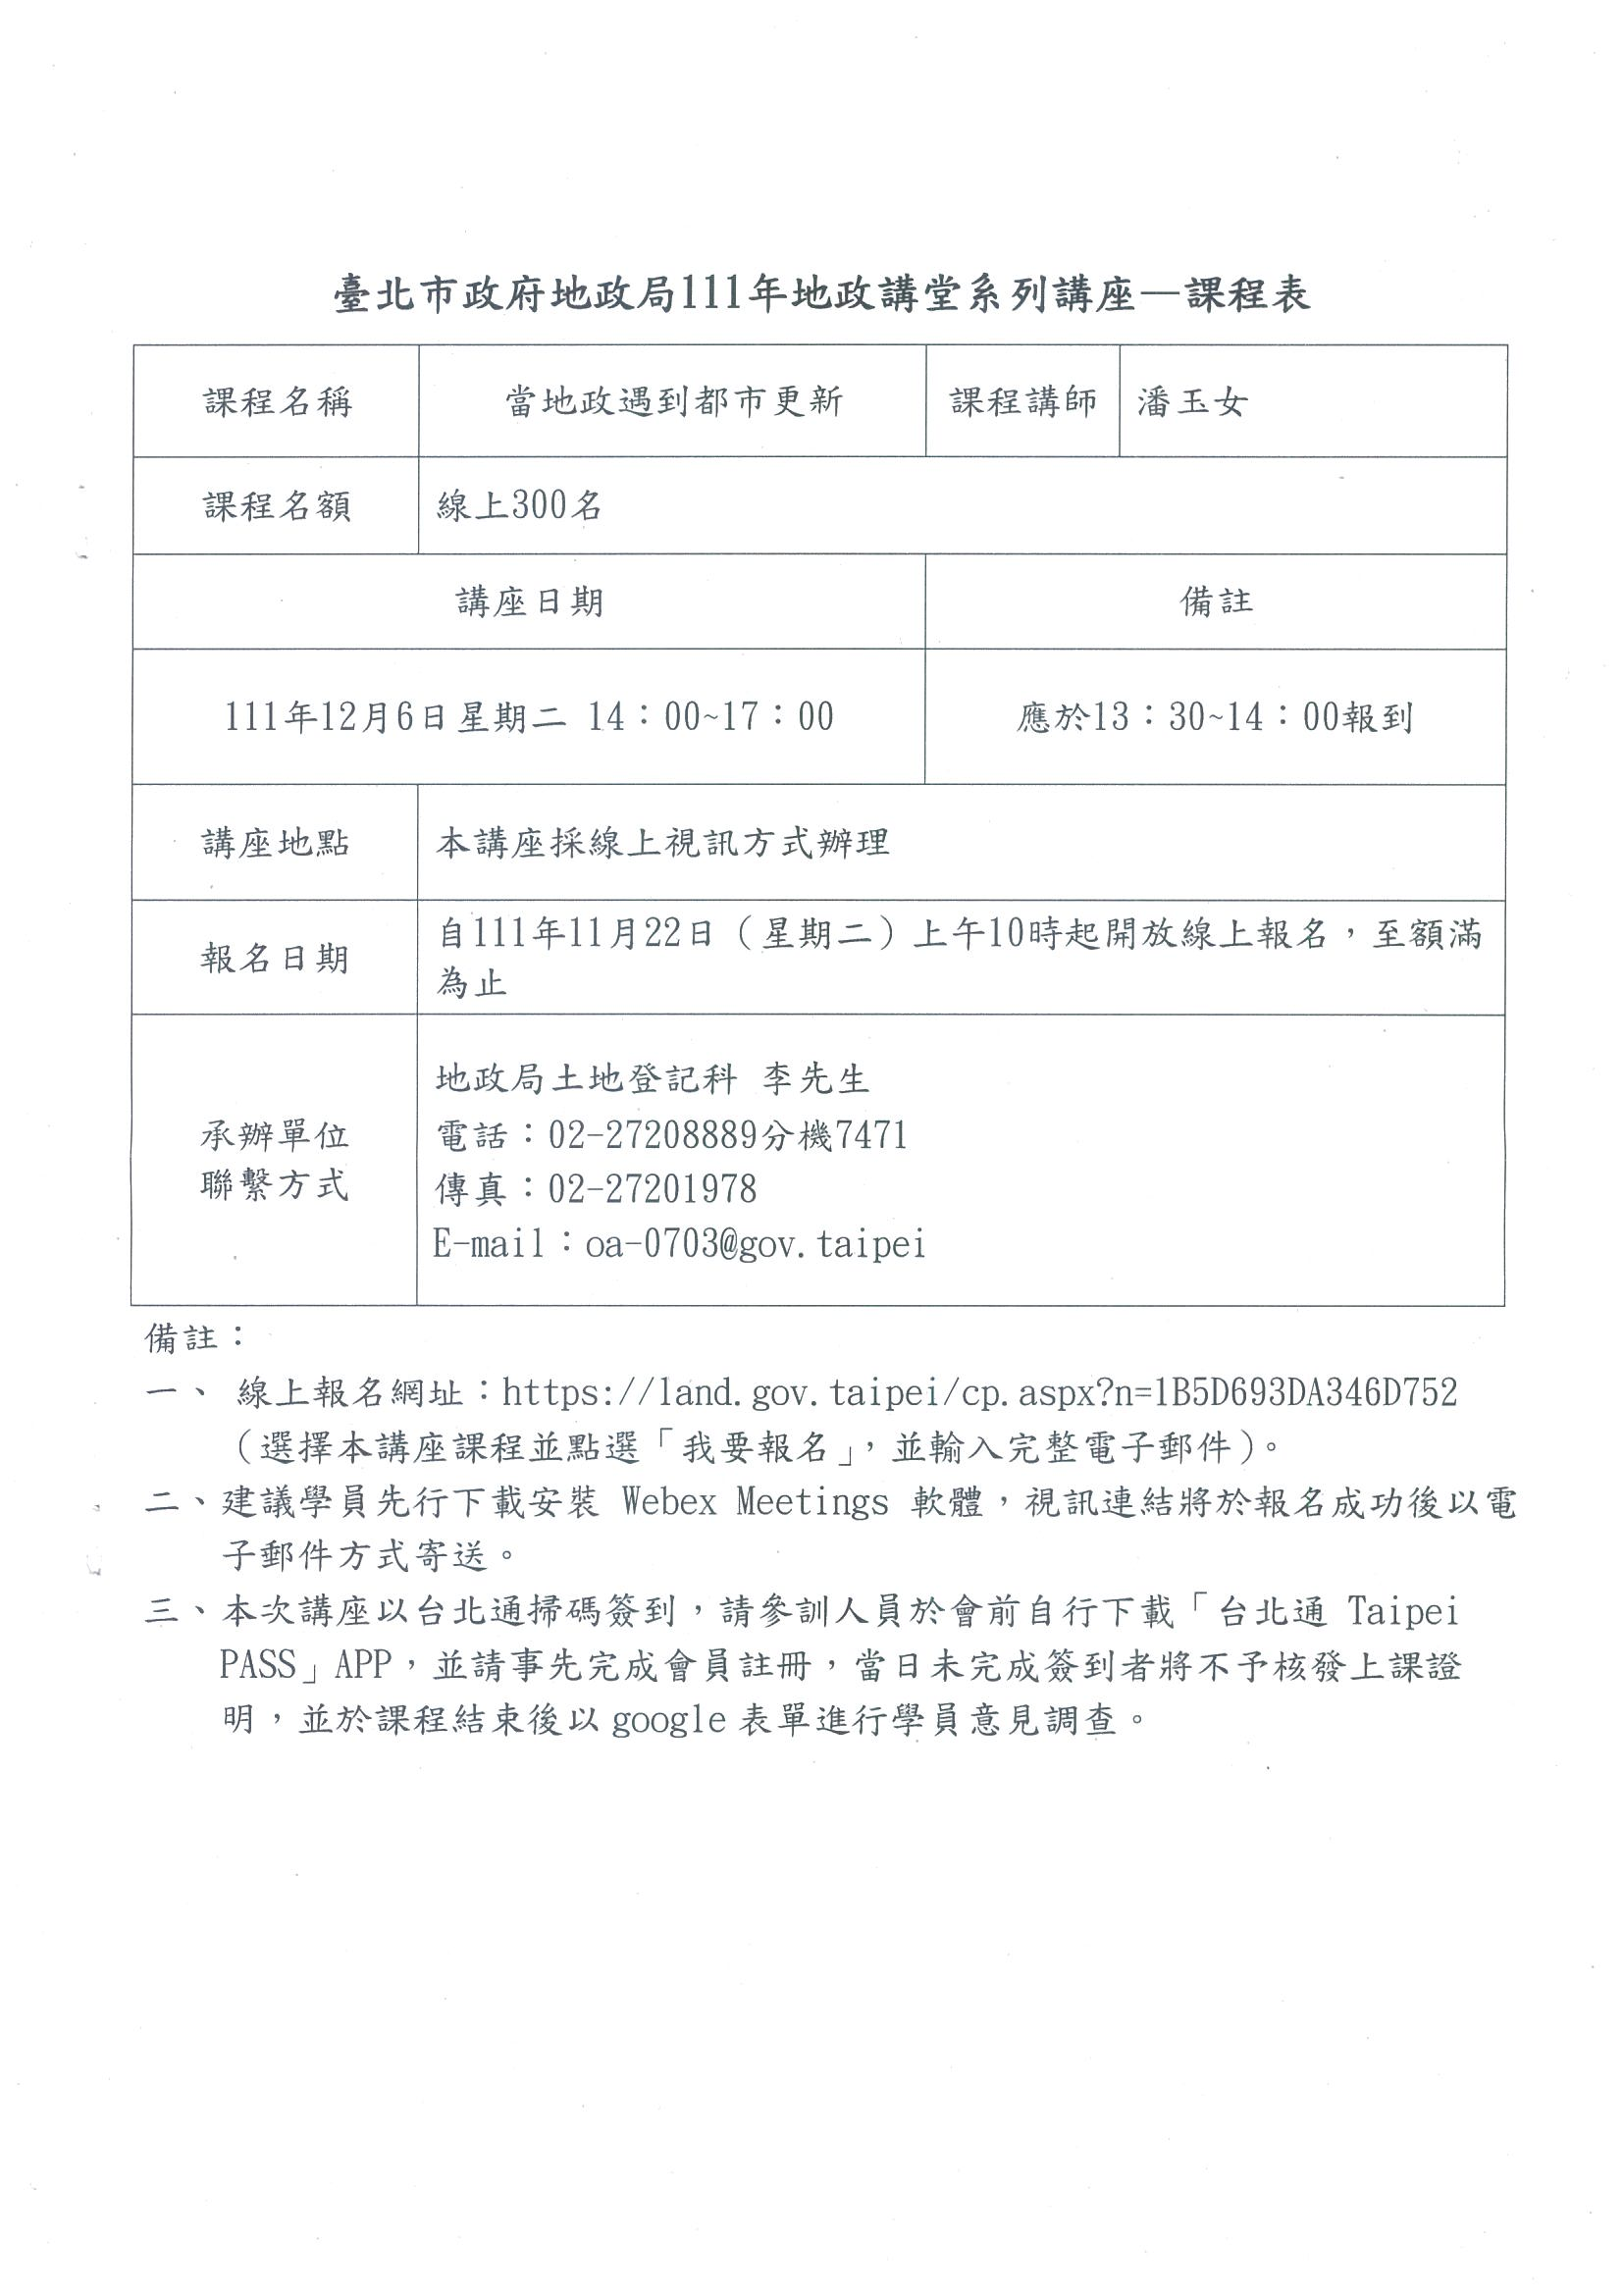 臺北市政府地政局111年地政講堂系列講座—課程表
課程名稱 當地政遇到都市更新 課程講師 潘玉女
課程名額 線上300名
講座日期 備註
111年12月6日星期二 14：00~17：00 應於13：30~14：00報到
講座地點 本講座採線上視訊方式辦理
報名日期 自111年11月22日（星期二）上午10時起開放線上報名，至額滿
為止
承辦單位
聯繫方式
地政局土地登記科 李先生
電話：02-27208889分機7471
傳真：02-27201978
E-mail：oa-0703@gov.taipei
備註：
一、 線上報名網址：https://land.gov.taipei/cp.aspx?n=1B5D693DA346D752
（選擇本講座課程並點選「我要報名」，並輸入完整電子郵件）。
二、建議學員先行下載安裝 Webex Meetings 軟體，視訊連結將於報名成功後以電
子郵件方式寄送。
三、本次講座以台北通掃碼簽到，請參訓人員於會前自行下載「台北通 Taipei
PASS」APP，並請事先完成會員註冊，當日未完成簽到者將不予核發上課證
明，並於課程結束後以 google 表單進行學員意見調查。